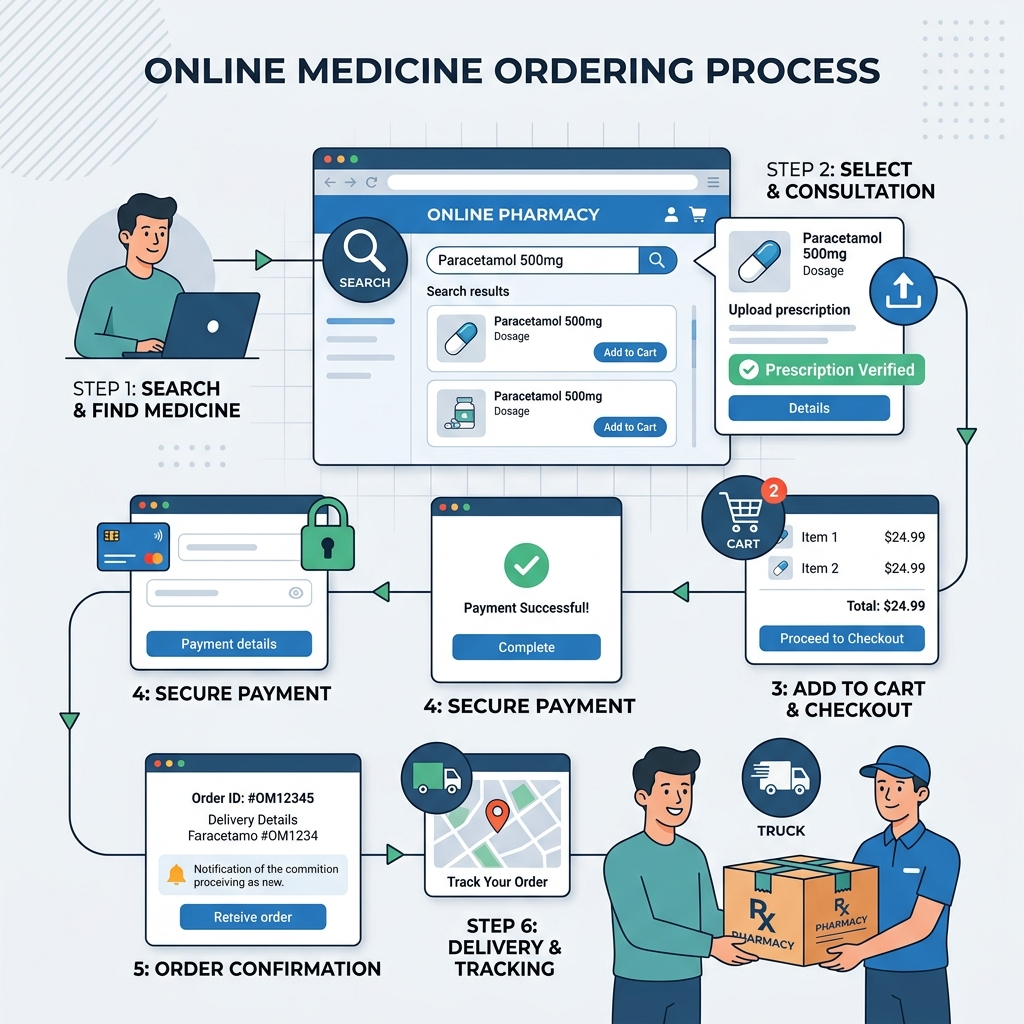 ONLINE MEDICINE ORDERING PROCESS
STEP 1: SEARCH
& FIND MEDICINE
ONLINE PHARMACY
SEARCH
Paracetamol 500mg
Search results
Paracetamol 500mg
Dosage
Add to Cart
Paracetamol 500mg
Dosage
Add to Cart
STEP 2: SELECT
& CONSULTATION
Paracetamol
500mg
Dosage
Upload prescription
Prescription Verified
Details
2
CART
Item 1 $24.99
Item 2 $24.99
Total: $24.99
Proceed to Checkout
3: ADD TO CART
& CHECKOUT
Payment Successful!
Complete
4: SECURE PAYMENT
Payment details
4: SECURE PAYMENT
Order ID: #OM12345
Delivery Details
Faracetamo #OM1234
Notification of the commition
proceiving as new.
Reteive order
5: ORDER CONFIRMATION
Track Your Order
STEP 6:
DELIVERY &
TRACKING
TRUCK
RX
PHARMACY
RX
PHARMACY